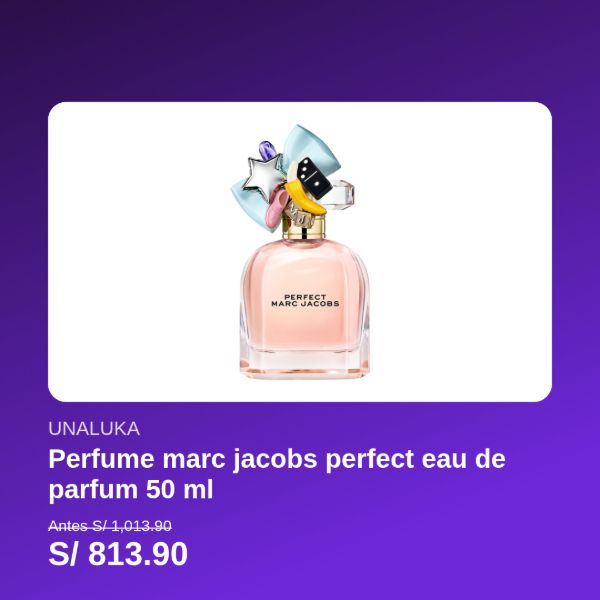 PERFECT
MARC JACOBS
UNALUKA
Perfume marc jacobs perfect eau de
parfum 50 ml
Antes S/ 1,013.90
S/ 813.90